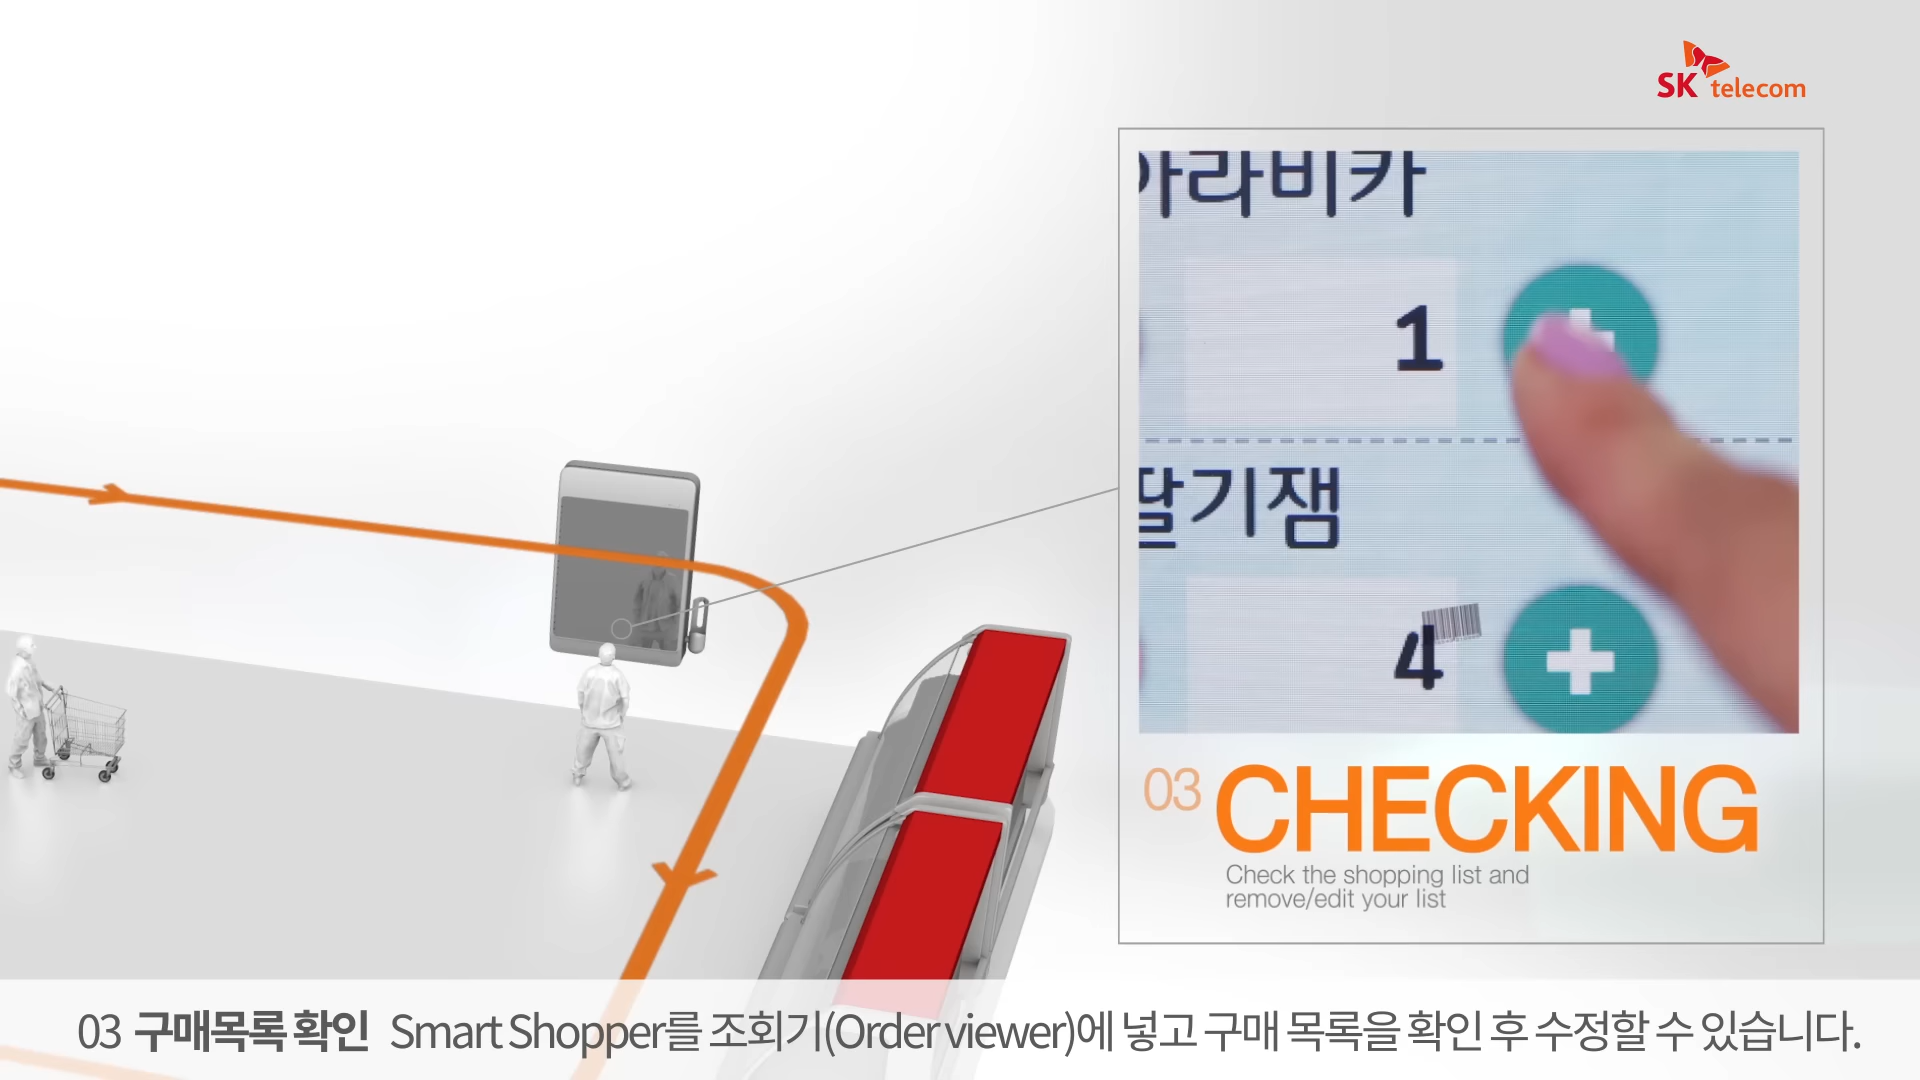 SK telecom
아라비카
1
딸기잼
4
03 CHECKING
Check the shopping list and
remove/edit your list
03 구매목록 확인 Smart Shopper를 조회기(Order viewer)에 넣고 구매 목록을 확인 후 수정할 수 있습니다.